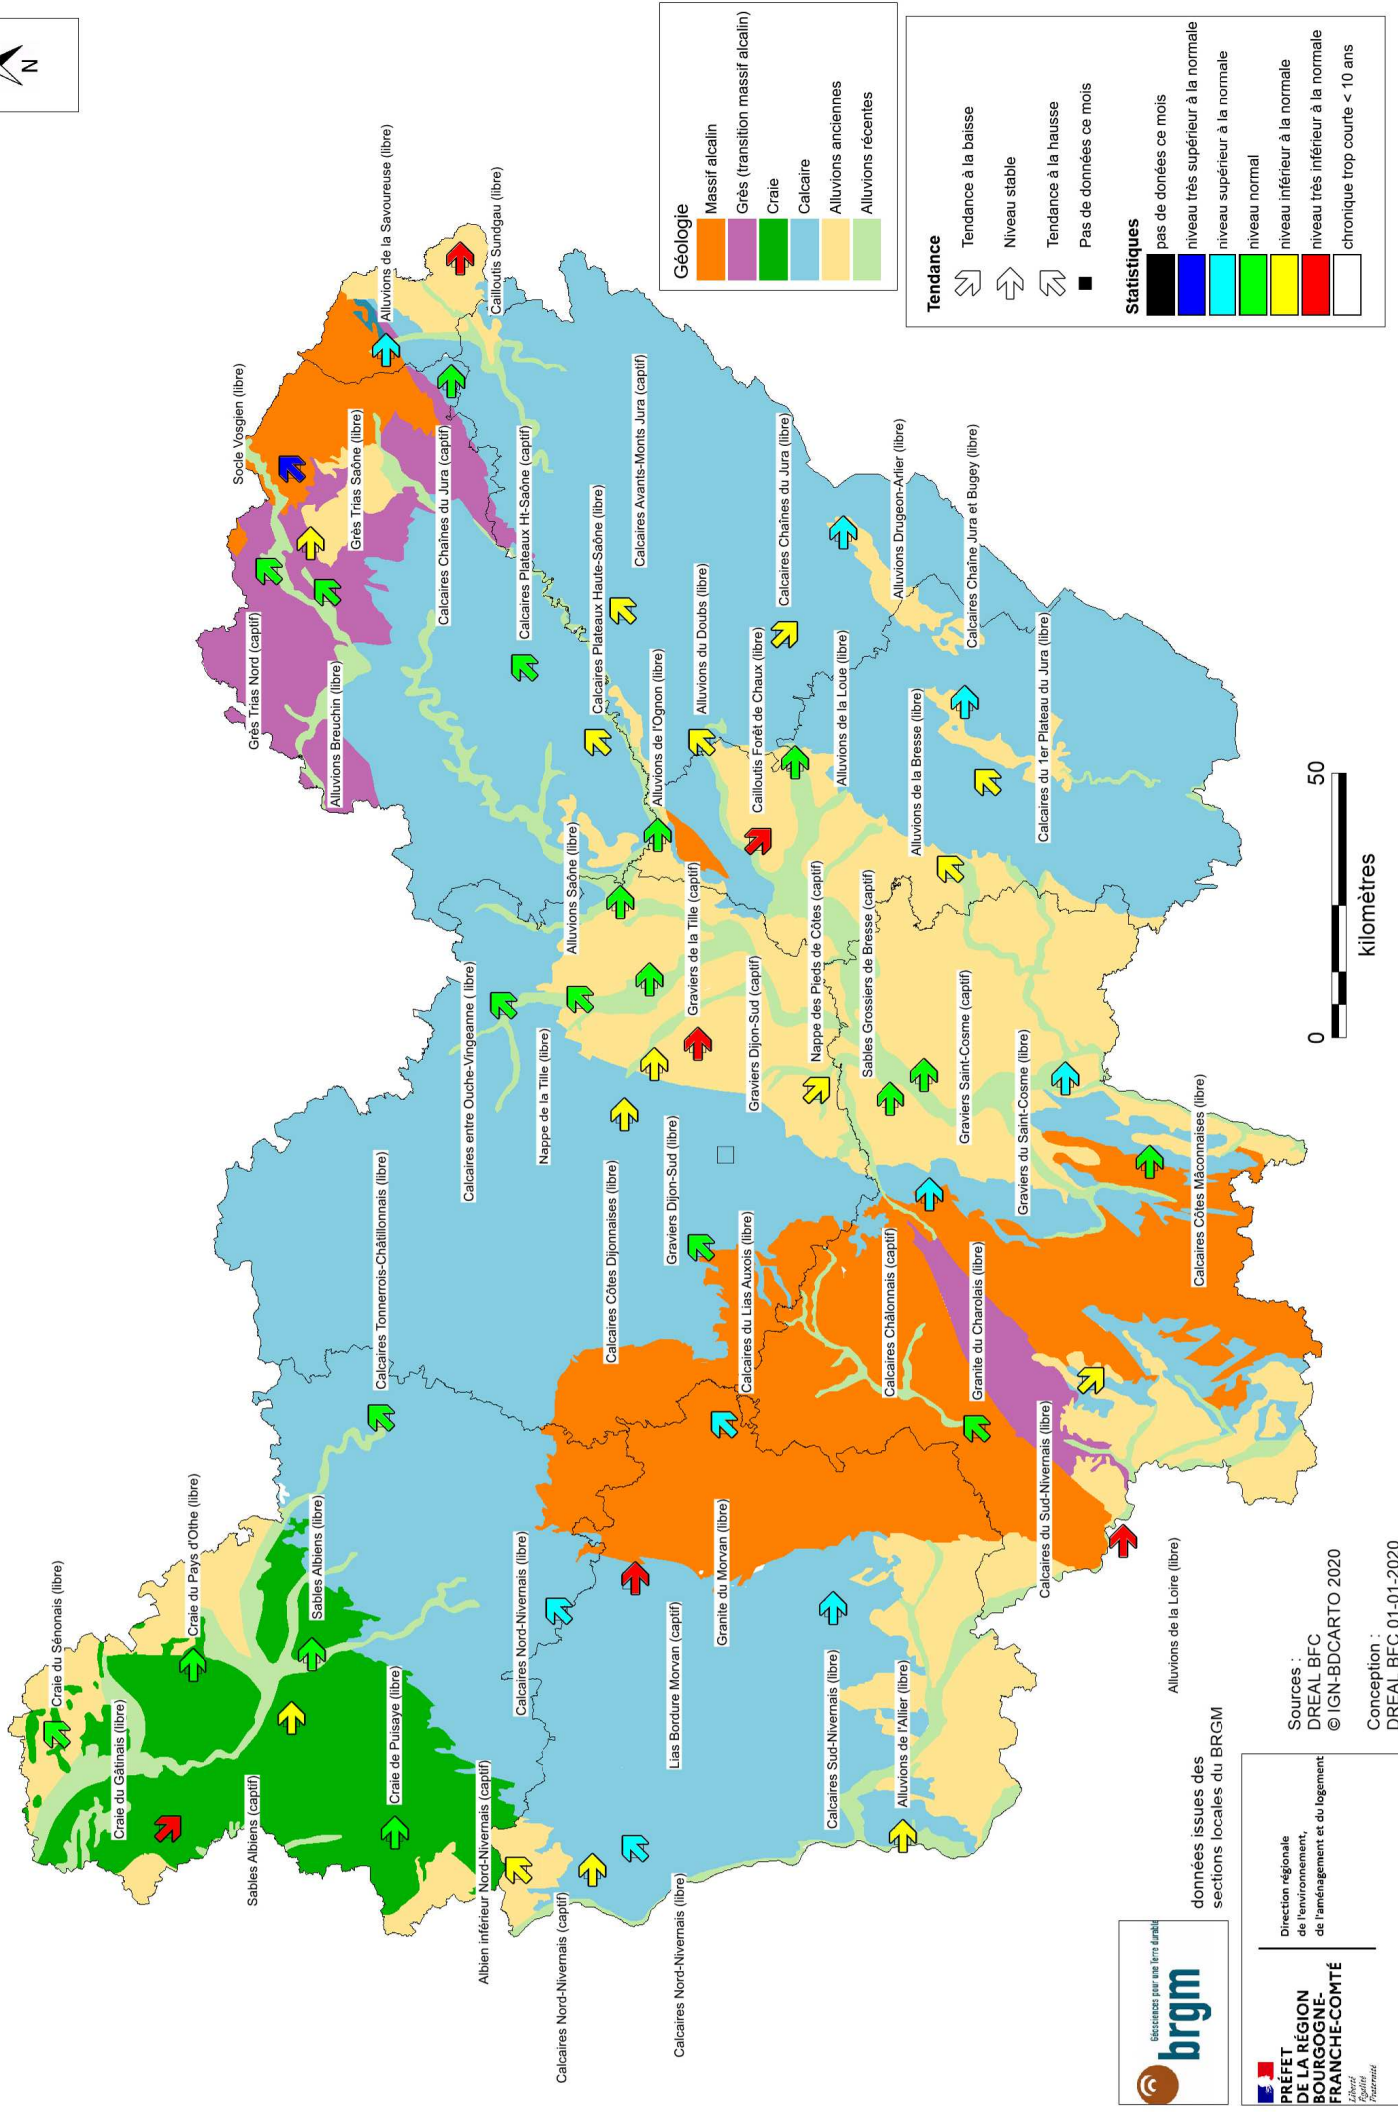 N
Craie du Sénonais (libre)
Craie du Gâtinais (libre)
Craie du Pays d'Othe (libre)
Sables Albiens (captif)
Sables Albiens (libre)
Craie de Puisaye (libre)
Calcaires Tonnerrois-Châtillonnais (libre)
Albien inférieur Nord-Nivernais (captif)
Calcaires Nord-Nivernais (libre)
Calcaires Nord-Nivernais (captif)
Calcaires Nord-Nivernais (libre)
Lias Bordure Morvan (captif)
Granite du Morvan (libre)
Calcaires Sud-Nivernais (libre)
Alluvions de l'Allier (libre)
Calcaires du Sud-Nivernais (libre)
Alluvions de la Loire (libre)
Calcaires entre Ouche-Vingeanne ( libre)
Nappe de la Tille (libre)
Calcaires Côtes Dijonnaises (libre)
Graviers Dijon-Sud (libre)
Calcaires du Lias Auxois (libre)
Graviers de la Tille (captif)
Graviers Dijon-Sud (captif)
Nappe des Pieds de Côtes (captif)
Sables Grossiers de Bresse (captif)
Calcaires Châlonnais (captif)
Granite du Charolais (libre)
Graviers Saint-Cosme (captif)
Graviers du Saint-Cosme (libre)
Calcaires Côtes Mâconnaises (libre)
Socle Vosgien (libre)
Grès Trias Nord (captif)
Alluvions Breuchin (libre)
Grès Trias Saône (libre)
Alluvions de la Savoureuse (libre)
Cailloutis Sundgau (libre)
Calcaires Chaînes du Jura (captif)
Calcaires Plateaux Ht-Saône (captif)
Calcaires Plateaux Haute-Saône (libre)
Calcaires Avants-Monts Jura (captif)
Alluvions Saône (libre)
Alluvions de l'Ognon (libre)
Alluvions du Doubs (libre)
Cailloutis Forêt de Chaux (libre)
Calcaires Chaînes du Jura (libre)
Alluvions de la Loue (libre)
Alluvions Drugeon-Arlier (libre)
Alluvions de la Bresse (libre)
Calcaires Chaîne Jura et Bugey (libre)
Calcaires du 1er Plateau du Jura (libre)
Géologie
Massif alcalin
Grès (transition massif alcalin)
Craie
Calcaire
Alluvions anciennes
Alluvions récentes
Tendance
Tendance à la baisse
Niveau stable
Tendance à la hausse
Pas de données ce mois
Statistiques
pas de donées ce mois
niveau très supérieur à la normale
niveau supérieur à la normale
niveau normal
niveau inférieur à la normale
niveau très inférieur à la normale
chronique trop courte < 10 ans
0 50
kilomètres
Géosciences pour une Terre durable
brgm
données issues des
sections locales du BRGM
PRÉFET
DE LA RÉGION
BOURGOGNE-
FRANCHE-COMTÉ
Liberté
Égalité
Fraternité
Direction régionale
de l'environnement,
de l'aménagement et du logement
Sources :
DREAL BFC
© IGN-BDCARTO 2020
Conception :
DREAL BFC 01-01-2020